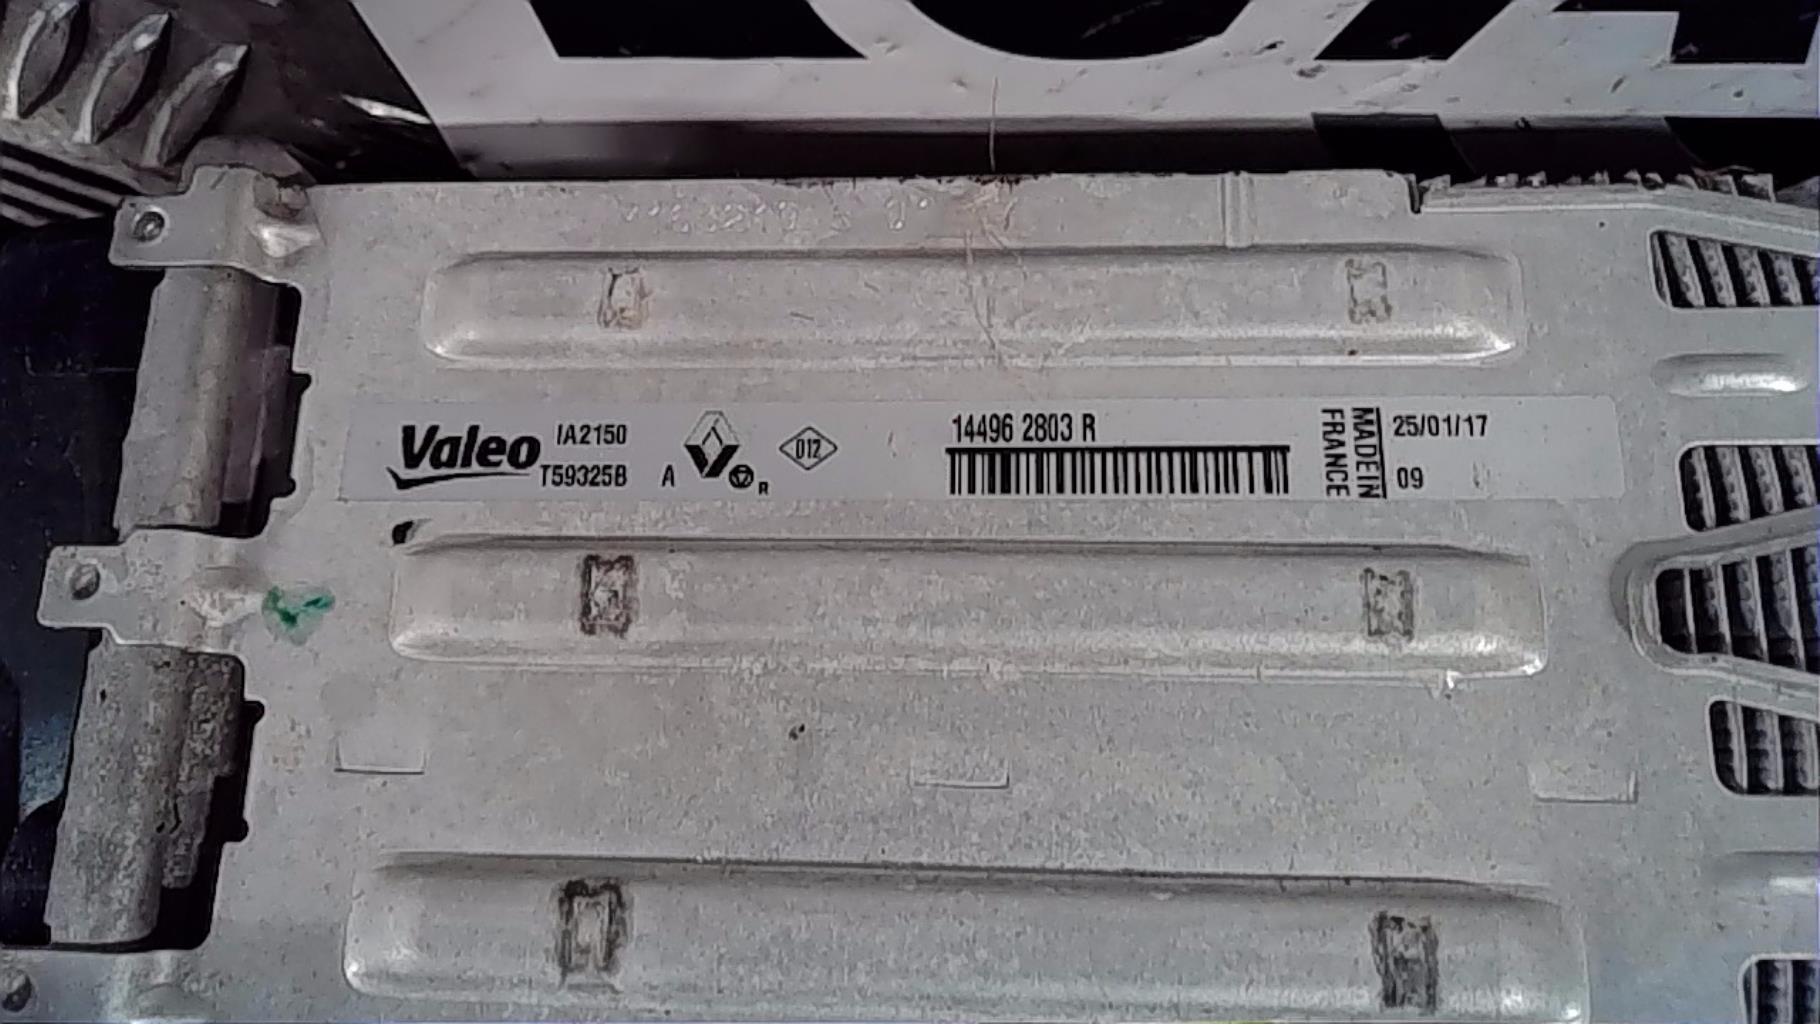 Valeo IA2150
T59325B A R
D12
14496 2803 R
MADE IN
FRANCE
25/01/17
09